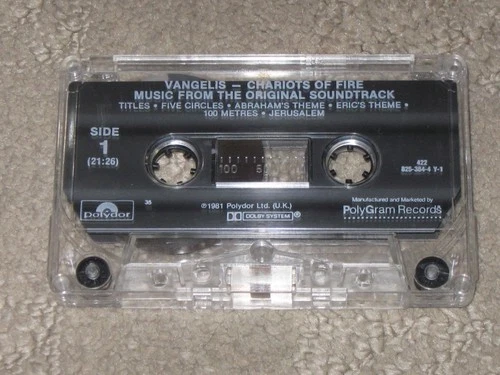 VANGELIS — CHARIOTS OF FIRE
MUSIC FROM THE ORIGINAL SOUNDTRACK
TITLES • FIVE CIRCLES • ABRAHAM'S THEME • ERIC'S THEME •
100 METRES • JERUSALEM
SIDE
1
(21:26)
100
422
825-384-4 Y-1
polydor
35
©1981 Polydor Ltd. (U.K.)
DOLBY SYSTEM
Manufactured and Marketed by
PolyGram Records